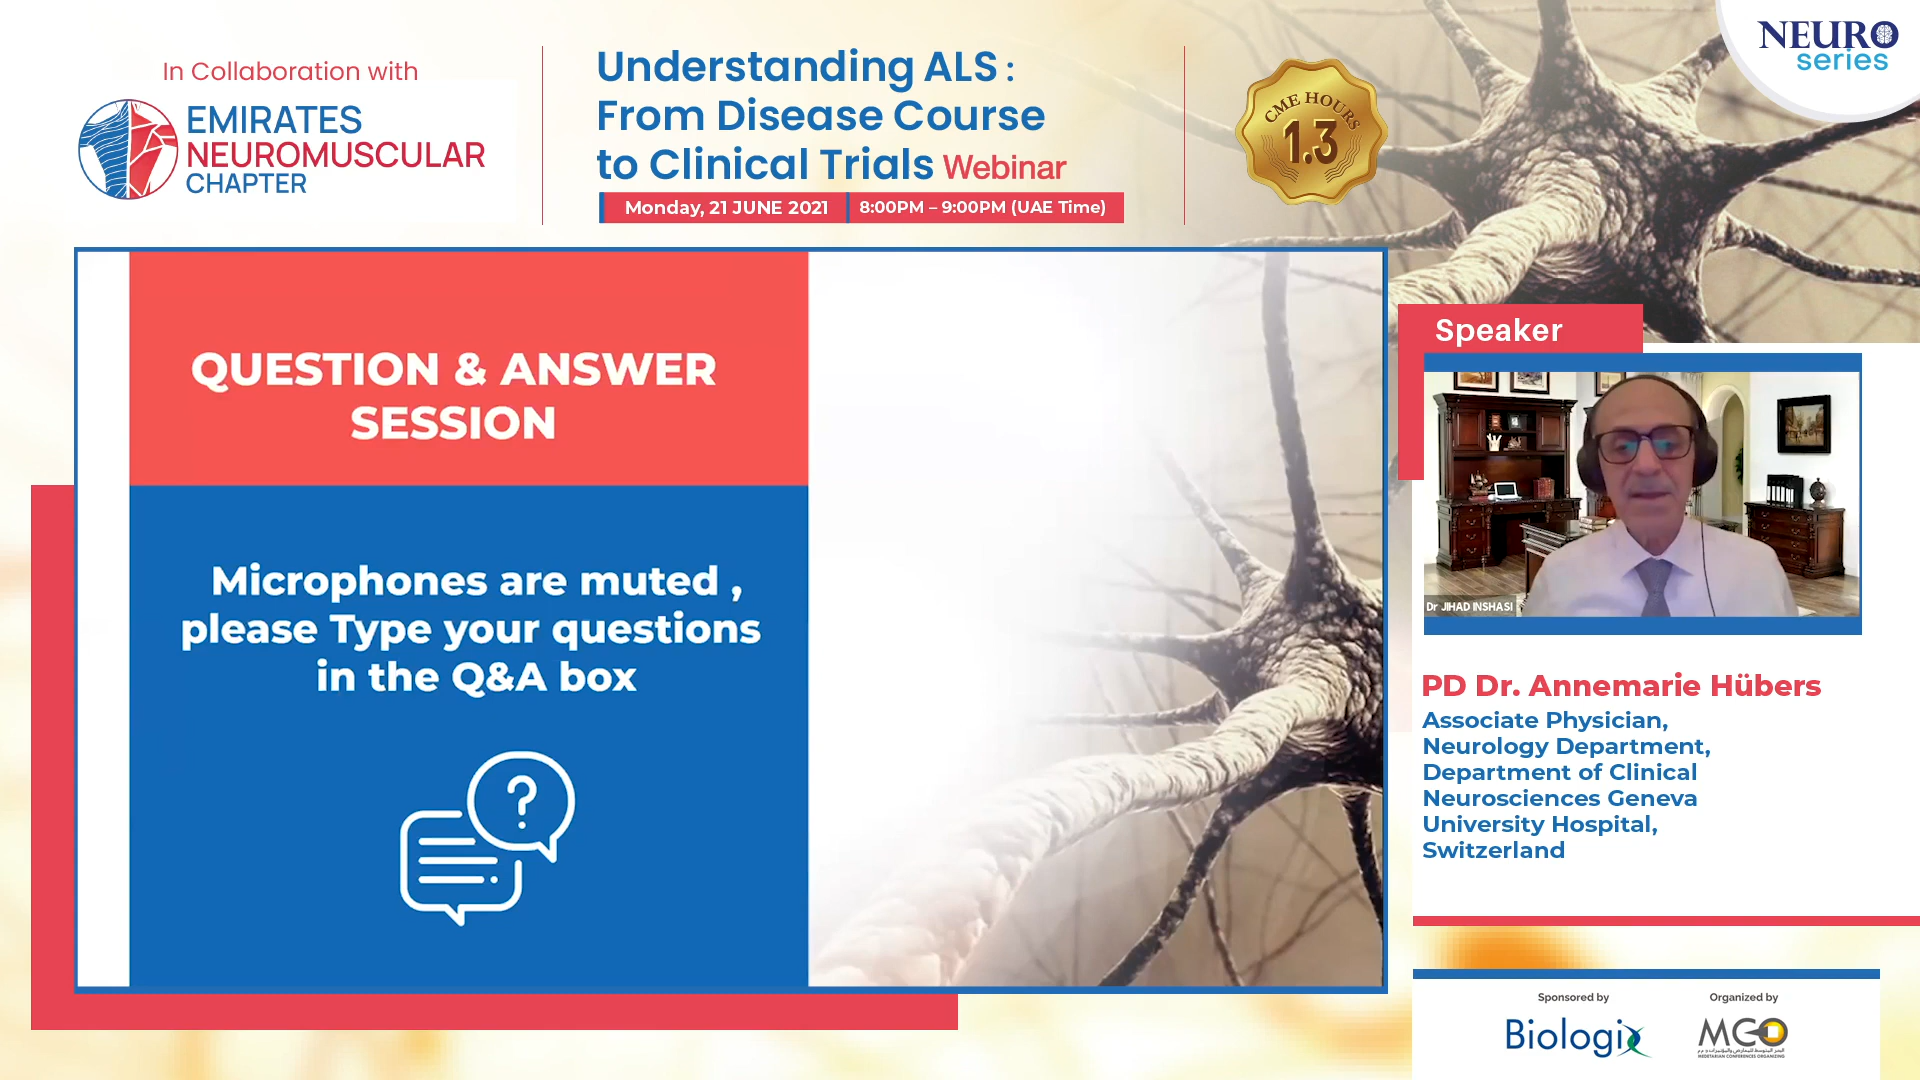 In Collaboration with
EMIRATES
NEUROMUSCULAR
CHAPTER
Understanding ALS :
From Disease Course
to Clinical Trials Webinar
Monday, 21 JUNE 2021
8:00PM – 9:00PM (UAE Time)
CME HOURS
1.3
NEURO
series
QUESTION & ANSWER
SESSION
Microphones are muted ,
please Type your questions
in the Q&A box
?
Speaker
Dr JIHAD INSHASI
PD Dr. Annemarie Hübers
Associate Physician,
Neurology Department,
Department of Clinical
Neurosciences Geneva
University Hospital,
Switzerland
Sponsored by
Biologix
Organized by
MCO